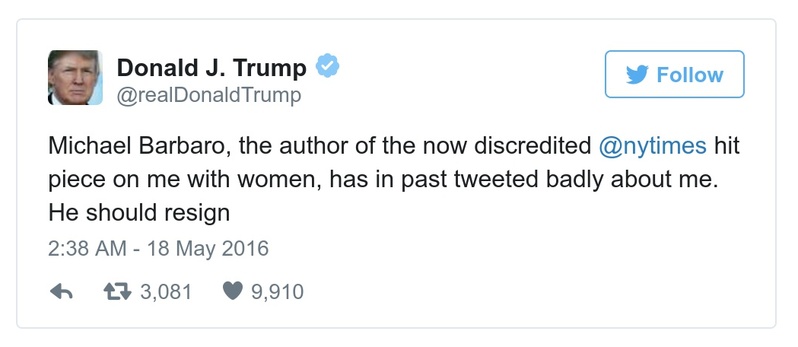 Donald J. Trump
Follow
@realDonaldTrump
Michael Barbaro, the author of the now discredited @nytimes hit
piece on me with women, has in past tweeted badly about me.
He should resign
2:38 AM - 18 May 2016
3,081 9,910